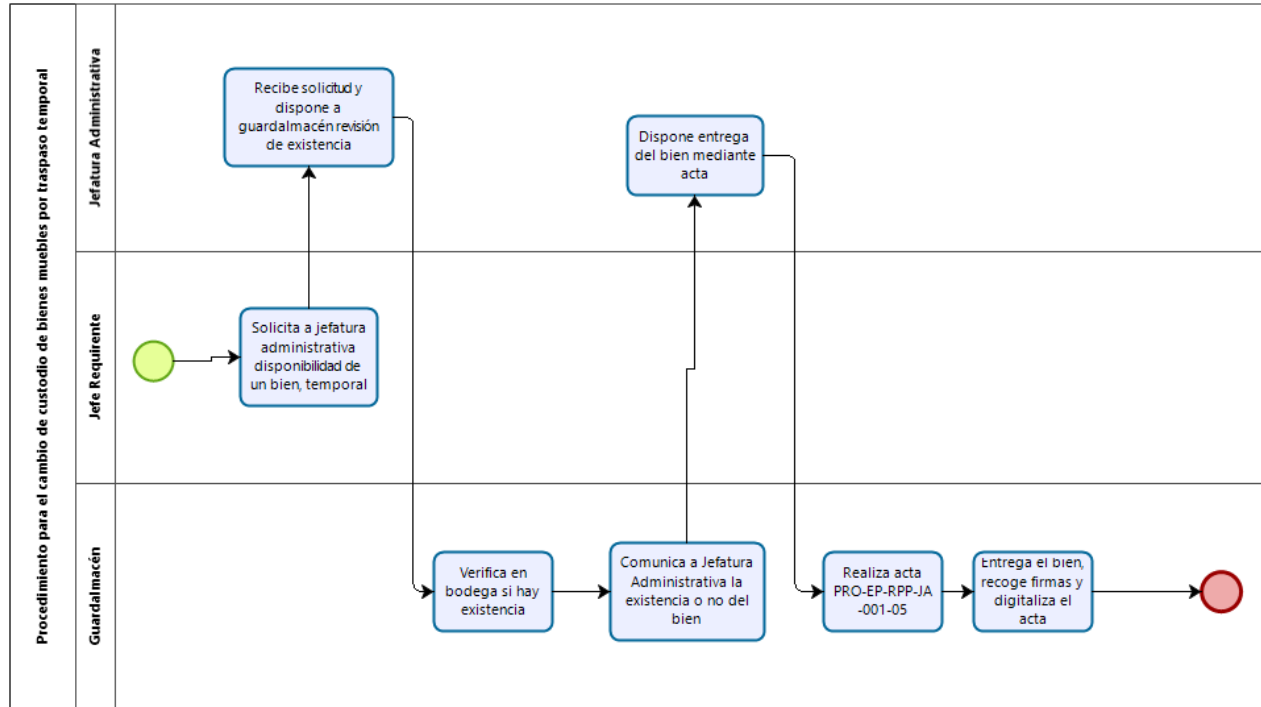 Procedimiento para el cambio de custodio de bienes muebles por traspaso temporal
Jefatura Administrativa
Recibe solicitud y
dispone a
guardalmacén revisión
de existencia
Dispone entrega
del bien mediante
acta
Jefe Requirente
Solicita a jefatura
administrativa
disponibilidad de
un bien, temporal
Guardalmacén
Verifica en
bodega si hay
existencia
Comunica a Jefatura
Administrativa la
existencia o no del
bien
Realiza acta
PRO-EP-RPP-JA
-001-05
Entrega el bien,
recoge firmas y
digitaliza el
acta